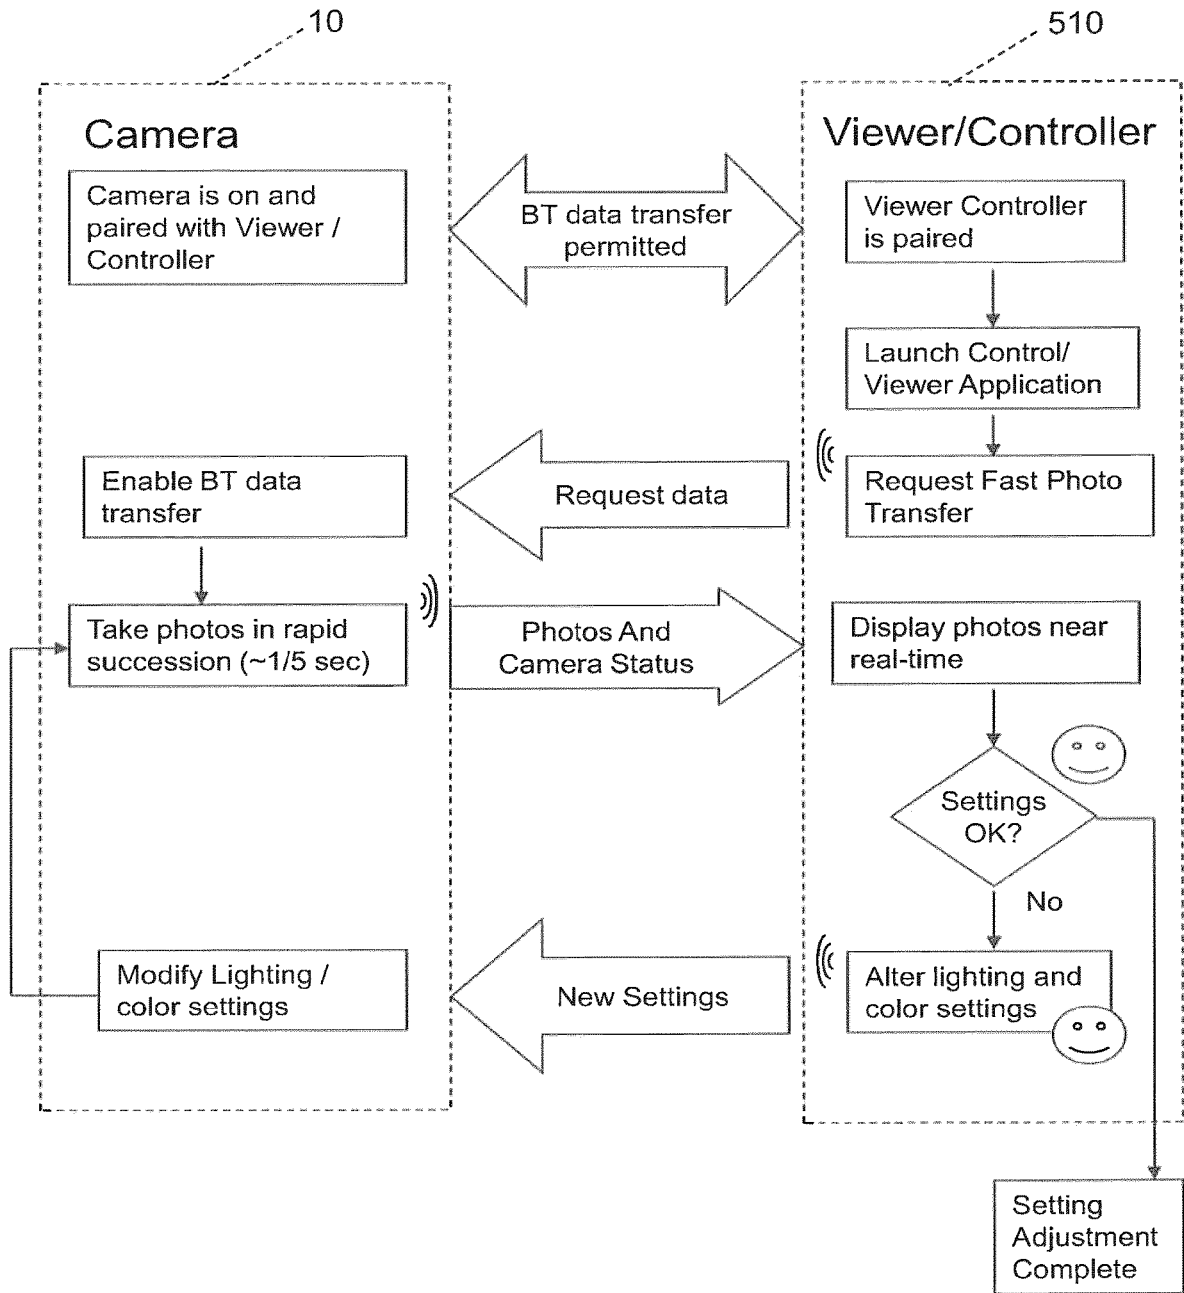 10
510
Camera
Viewer/Controller
Camera is on and
paired with Viewer /
Controller
BT data transfer
permitted
Viewer Controller
is paired
Launch Control/
Viewer Application
Enable BT data
transfer
Request data
Request Fast Photo
Transfer
Take photos in rapid
succession (~1/5 sec)
Photos And
Camera Status
Display photos near
real-time
Settings
OK?
No
Modify Lighting /
color settings
New Settings
Alter lighting and
color settings
Setting
Adjustment
Complete